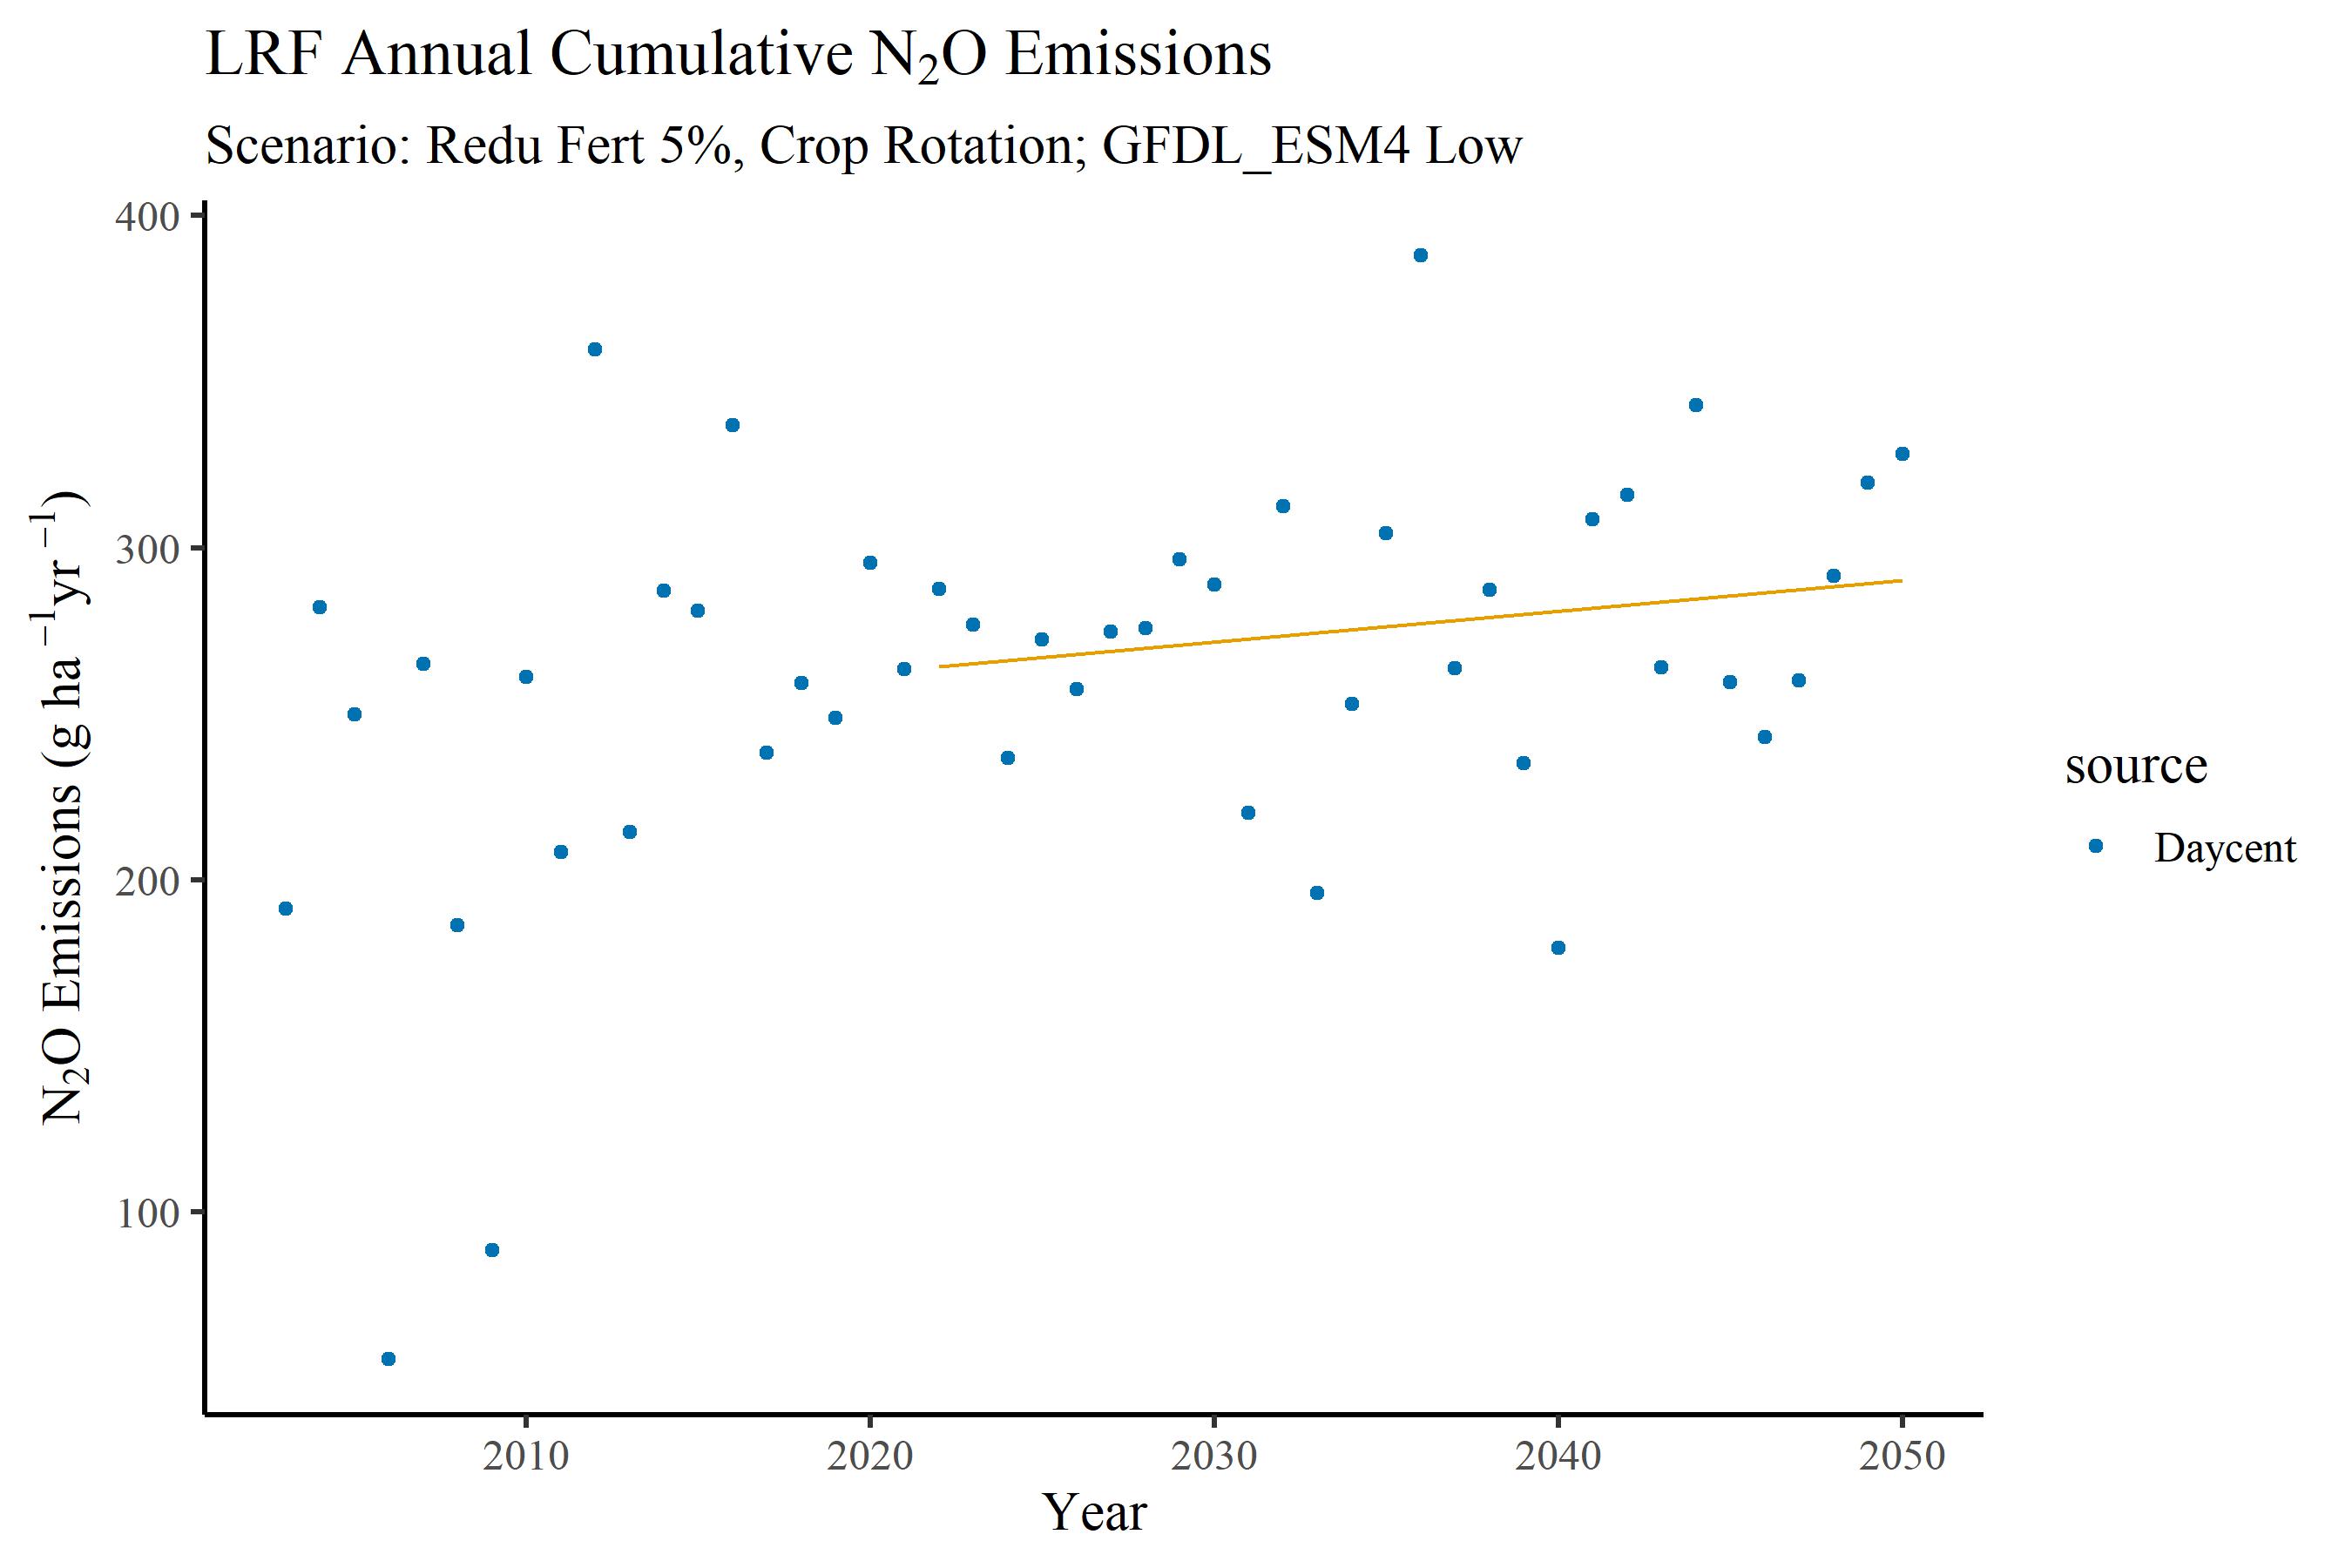 LRF Annual Cumulative N₂O Emissions
Scenario: Redu Fert 5%, Crop Rotation; GFDL_ESM4 Low
N₂O Emissions (g ha ⁻¹yr ⁻¹)
400
300
200
100
source
Daycent
2010 2020 2030 2040 2050
Year